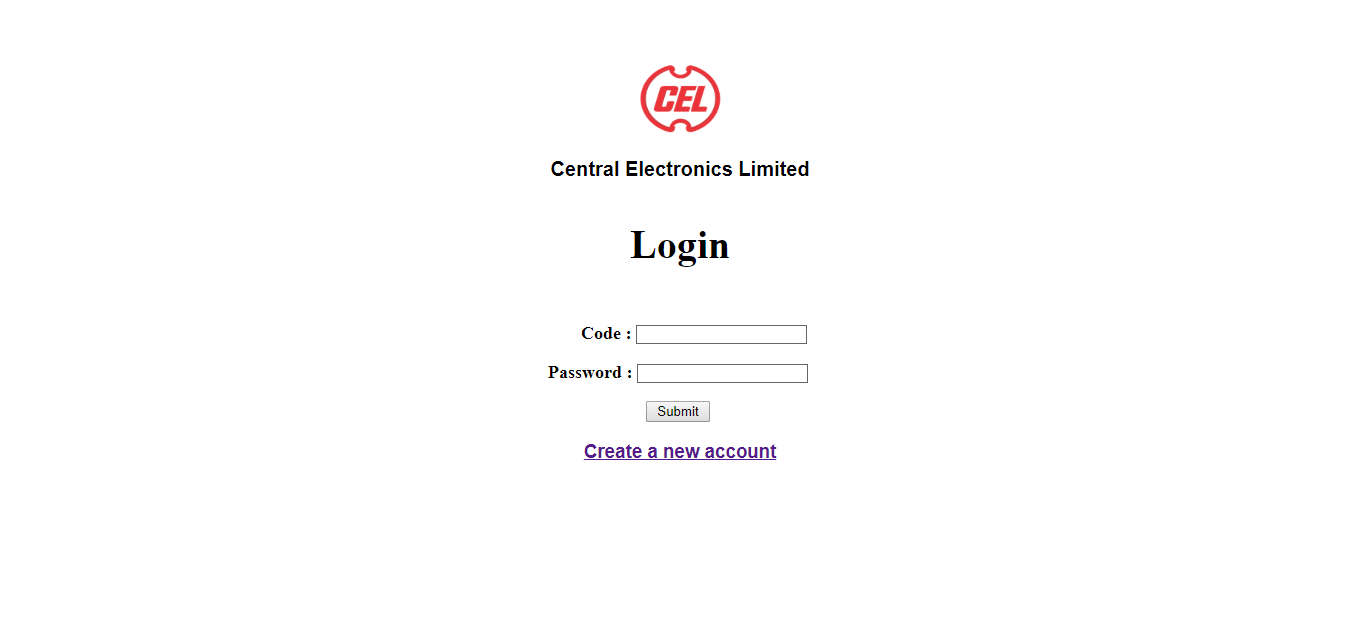 CEL
Central Electronics Limited
Login
Code :
Password :
Submit
Create a new account